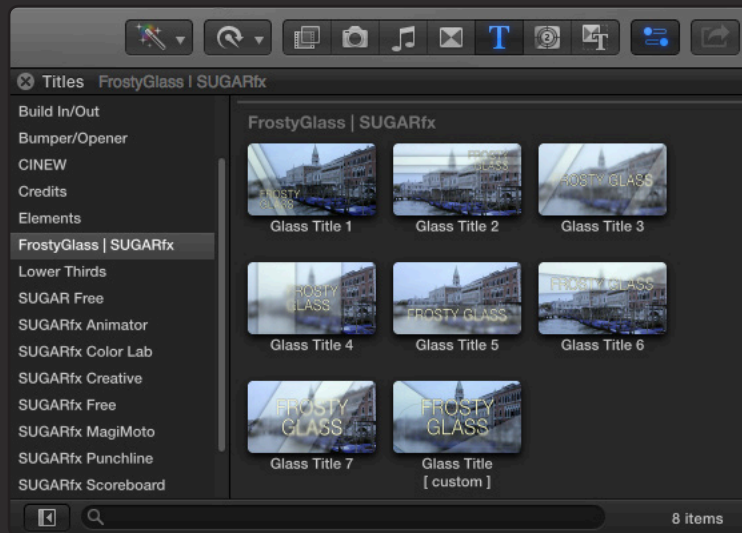 T
2
T
Titles FrostyGlass | SUGARfx
Build In/Out
Bumper/Opener
CINEW
Credits
Elements
FrostyGlass | SUGARfx
Lower Thirds
SUGAR Free
SUGARfx Animator
SUGARfx Color Lab
SUGARfx Creative
SUGARfx Free
SUGARfx MagiMoto
SUGARfx Punchline
SUGARfx Scoreboard
FrostyGlass | SUGARfx
FROSTY
GLASS
Glass Title 1
FROSTY
GLASS
Glass Title 2
ROSTY GLASS
Glass Title 3
FROSTY
GLASS
Glass Title 4
FROSTY GLASS
Glass Title 5
FROSTY GLASS
Glass Title 6
FROSTY
GLASS
Glass Title 7
FROSTY
GLASS
Glass Title
[ custom ]
8 items